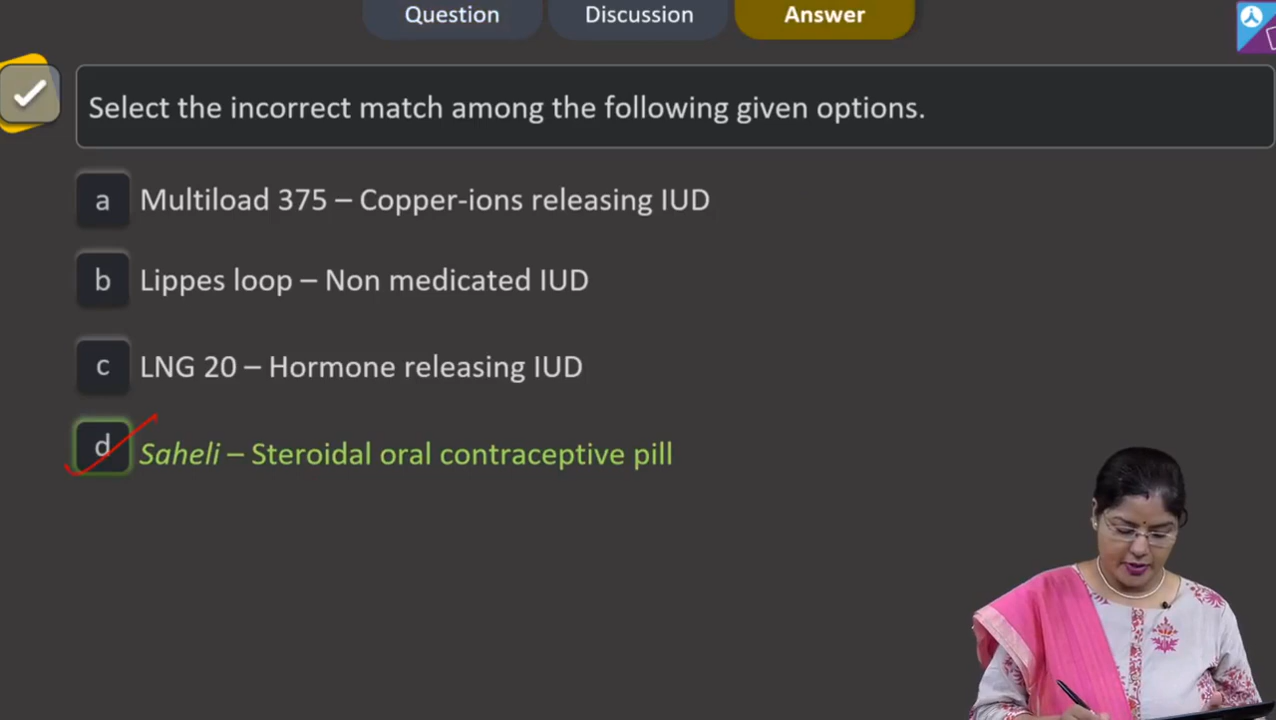 Question Discussion Answer
Select the incorrect match among the following given options.
a Multiload 375 – Copper-ions releasing IUD
b Lippes loop – Non medicated IUD
c LNG 20 – Hormone releasing IUD
d Saheli – Steroidal oral contraceptive pill